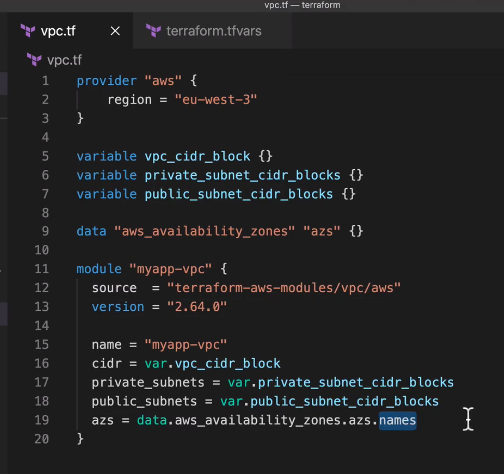 vpc.tf — terraform
vpc.tf × terraform.tfvars
vpc.tf
1 provider "aws" {
2 region = "eu-west-3"
3 }
4
5 variable vpc_cidr_block {}
6 variable private_subnet_cidr_blocks {}
7 variable public_subnet_cidr_blocks {}
8
9 data "aws_availability_zones" "azs" {}
10
11 module "myapp-vpc" {
12 source = "terraform-aws-modules/vpc/aws"
13 version = "2.64.0"
14
15 name = "myapp-vpc"
16 cidr = var.vpc_cidr_block
17 private_subnets = var.private_subnet_cidr_blocks
18 public_subnets = var.public_subnet_cidr_blocks
19 azs = data.aws_availability_zones.azs.names
20 }